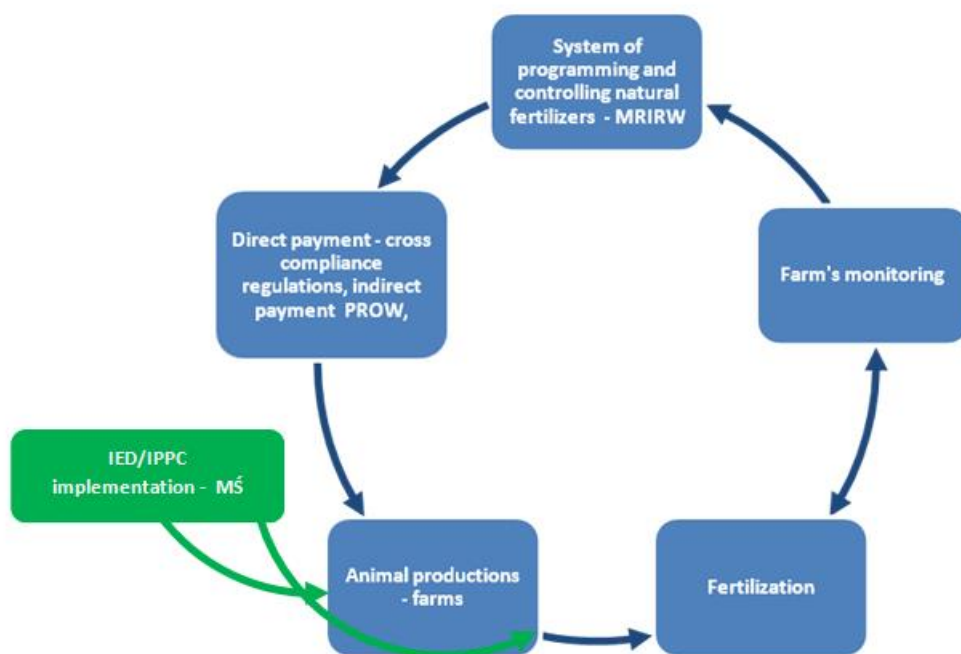 System of
programming and
controlling natural
fertilizers - MRIRW
Direct payment - cross
compliance
regulations, indirect
payment PROW,
Farm's monitoring
IED/IPPC
implementation - MŚ
Animal productions
- farms
Fertilization